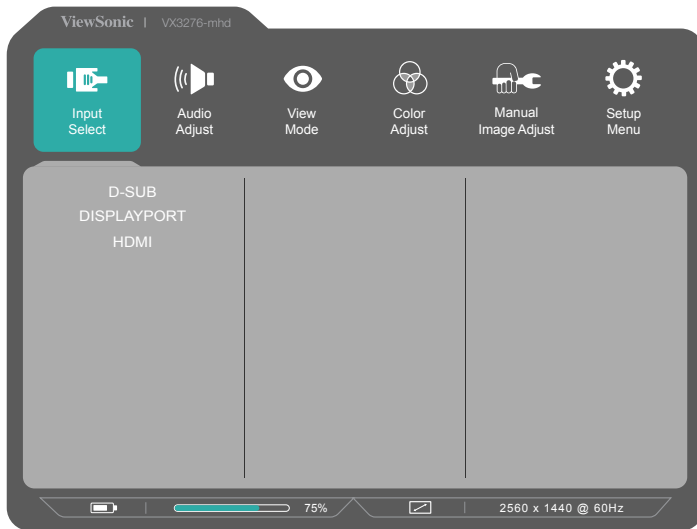 ViewSonic | VX3276-mhd
Input
Select
Audio
Adjust
View
Mode
Color
Adjust
Manual
Image Adjust
Setup
Menu
D-SUB
DISPLAYPORT
HDMI
75%
2560 x 1440 @ 60Hz